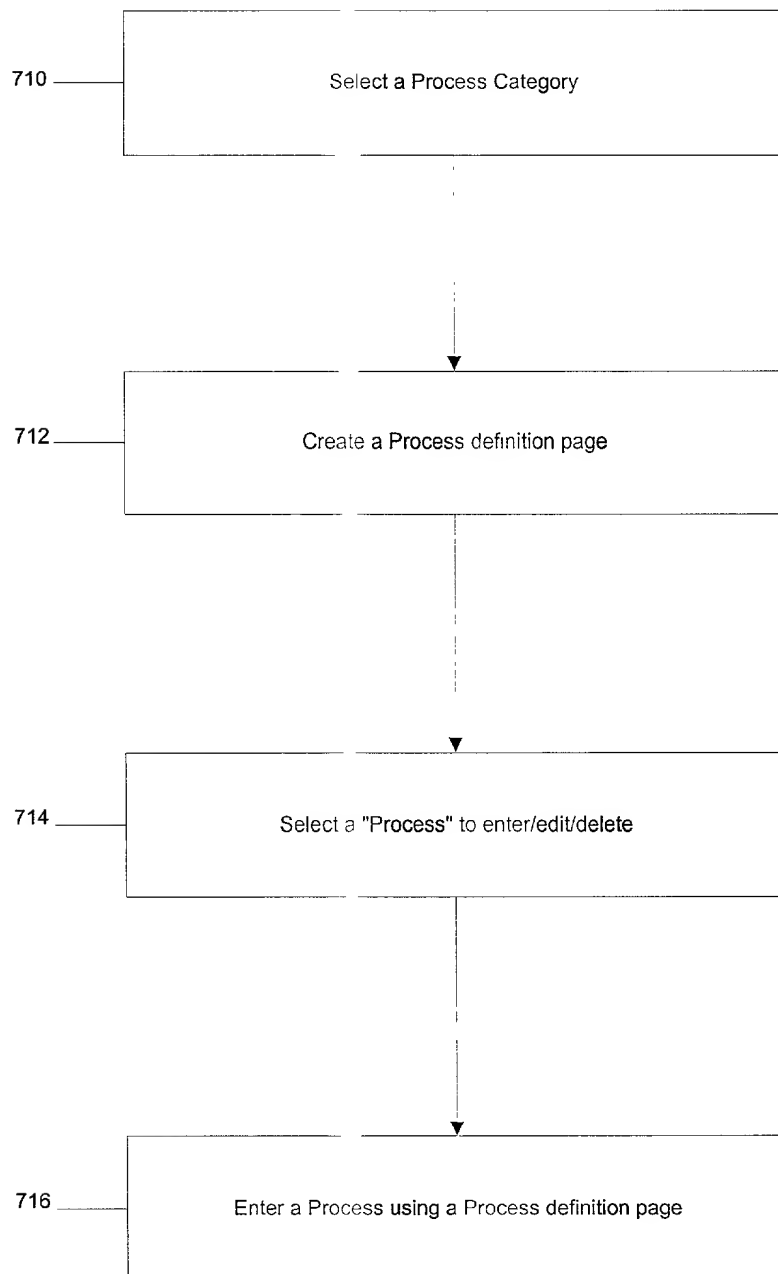 710
Select a Process Category
712
Create a Process definition page
714
Select a "Process" to enter/edit/delete
716
Enter a Process using a Process definition page